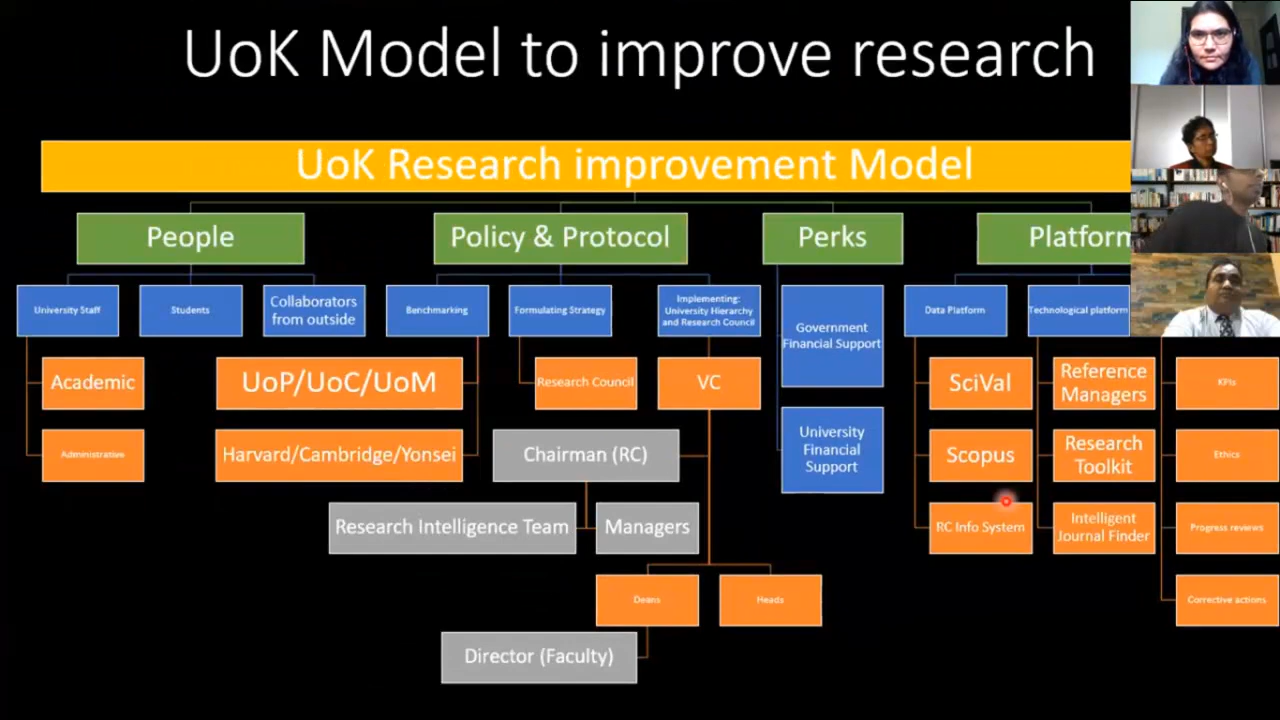 UoK Model to improve research
UoK Research improvement Model
People
Policy & Protocol
Perks
Platform
University Staff
Students
Collaborators
from outside
Benchmarking
Formulating Strategy
Implementing:
University Hierarchy
and Research Council
Government
Financial Support
University
Financial
Support
Data Platform
Technological platform
Academic
Administrative
UoP/UoC/UoM
Harvard/Cambridge/Yonsei
Research Council
VC
Chairman (RC)
Research Intelligence Team
Managers
Deans
Heads
Director (Faculty)
SciVal
Scopus
RC Info System
Reference
Managers
Research
Toolkit
Intelligent
Journal Finder
KPIs
Ethics
Progress reviews
Corrective actions